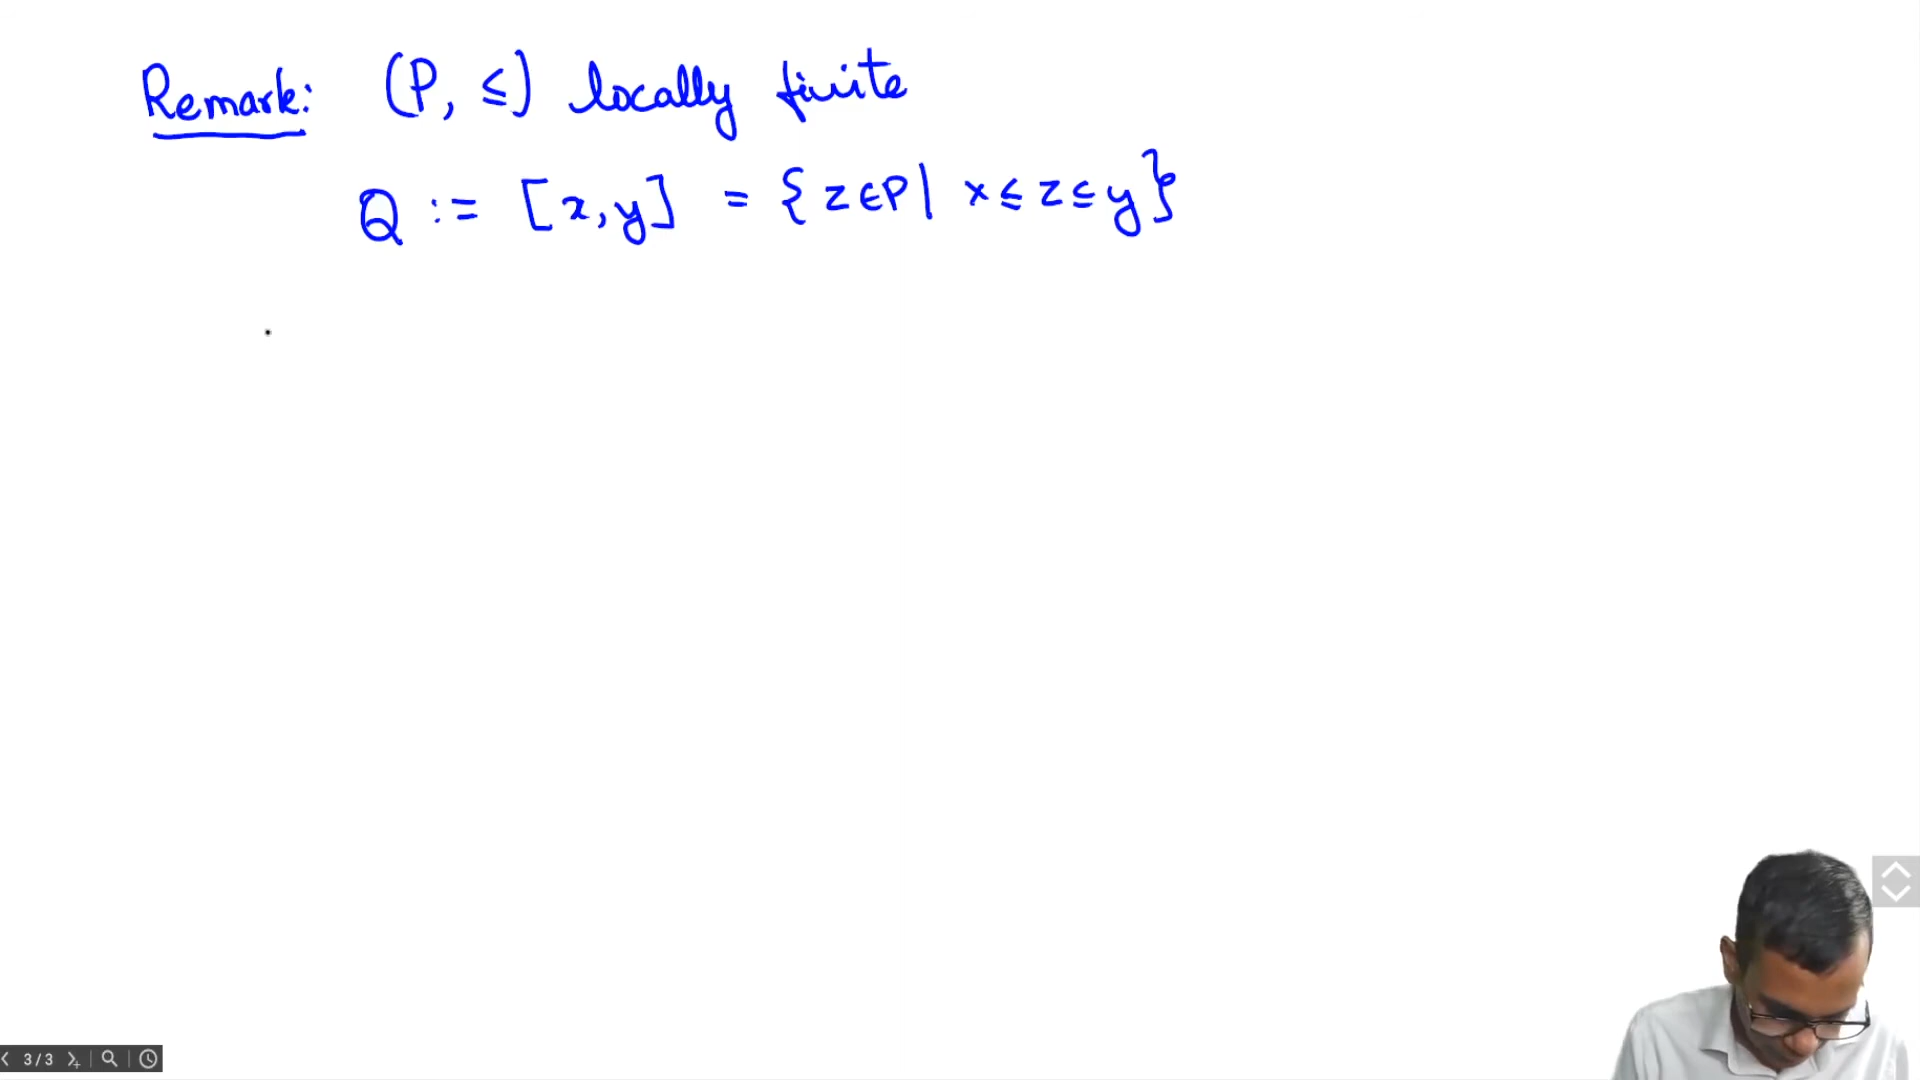 Remark: (P, ≤) locally finite
Q := [x, y] = { z ∈ P | x ≤ z ≤ y }
3/3